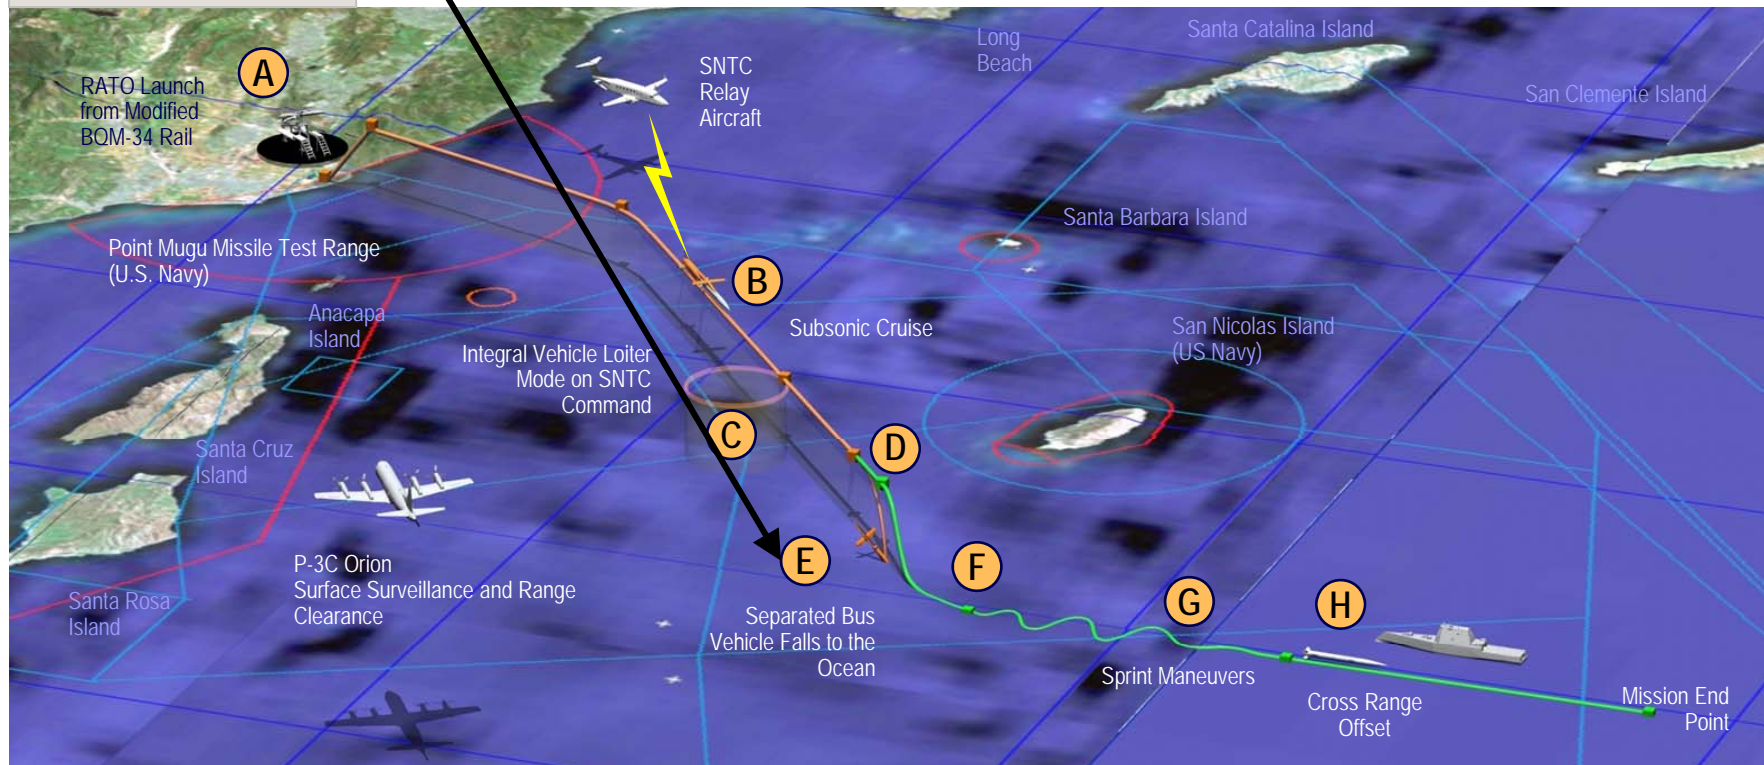 A
RATO Launch
from Modified
BQM-34 Rail
SNTC
Relay
Aircraft
Long
Beach
Santa Catalina Island
San Clemente Island
Point Mugu Missile Test Range
(U.S. Navy)
Santa Barbara Island
B
Anacapa
Island
Subsonic Cruise
San Nicolas Island
(US Navy)
Integral Vehicle Loiter
Mode on SNTC
Command
C
D
Santa Cruz
Island
P-3C Orion
Surface Surveillance and Range
Clearance
E
F
G
H
Santa Rosa
Island
Separated Bus
Vehicle Falls to the
Ocean
Sprint Maneuvers
Cross Range
Offset
Mission End
Point